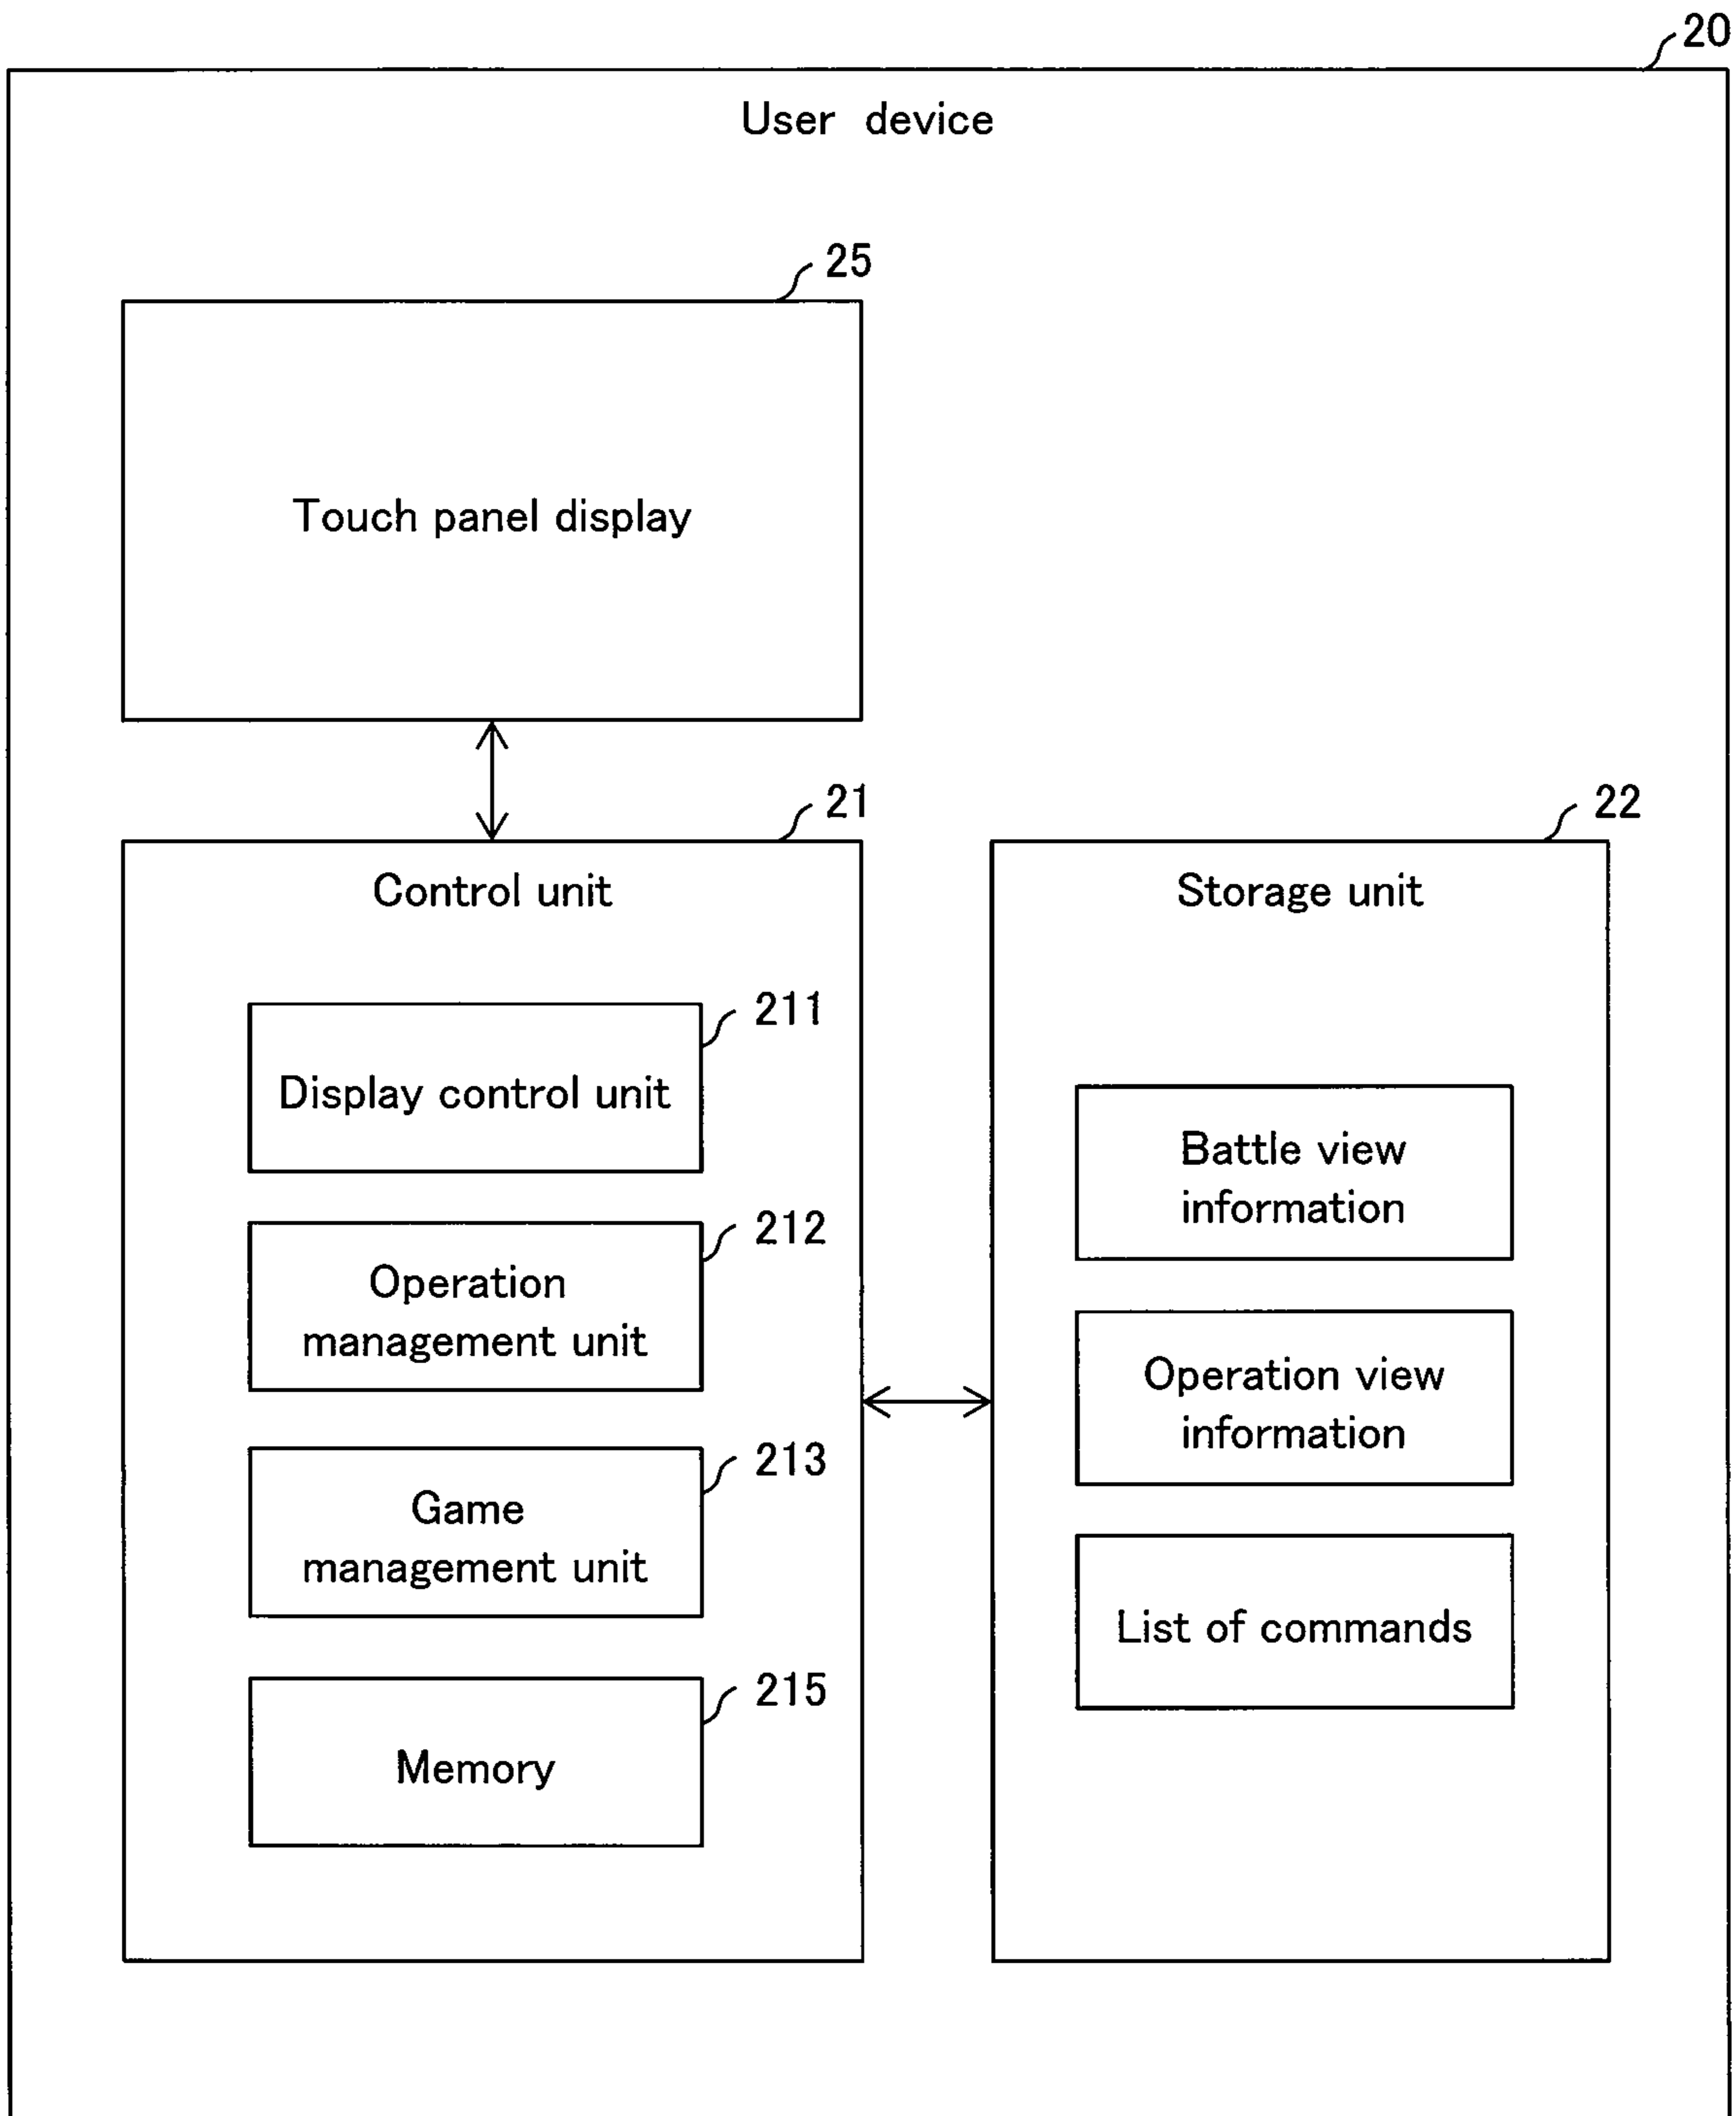 20
User device
25
Touch panel display
21
Control unit
211
Display control unit
212
Operation
management unit
213
Game
management unit
215
Memory
22
Storage unit
Battle view
information
Operation view
information
List of commands